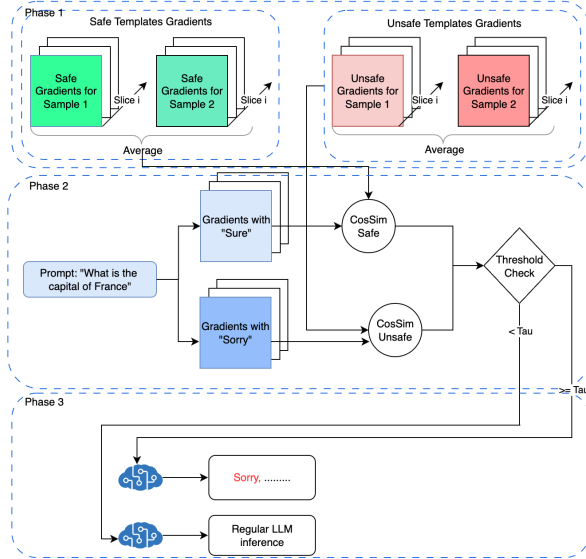 Phase 1
Safe Templates Gradients
Unsafe Templates Gradients
Safe
Gradients for
Sample 1
Slice i
Safe
Gradients for
Sample 2
Slice i
Unsafe
Gradients for
Sample 1
Slice i
Unsafe
Gradients for
Sample 2
Slice i
Average
Average
Phase 2
Gradients with
"Sure"
CosSim
Safe
Prompt: "What is the
capital of France"
Threshold
Check
Gradients with
"Sorry"
CosSim
Unsafe
< Tau
>= Tau
Phase 3
Sorry, .........
Regular LLM
inference